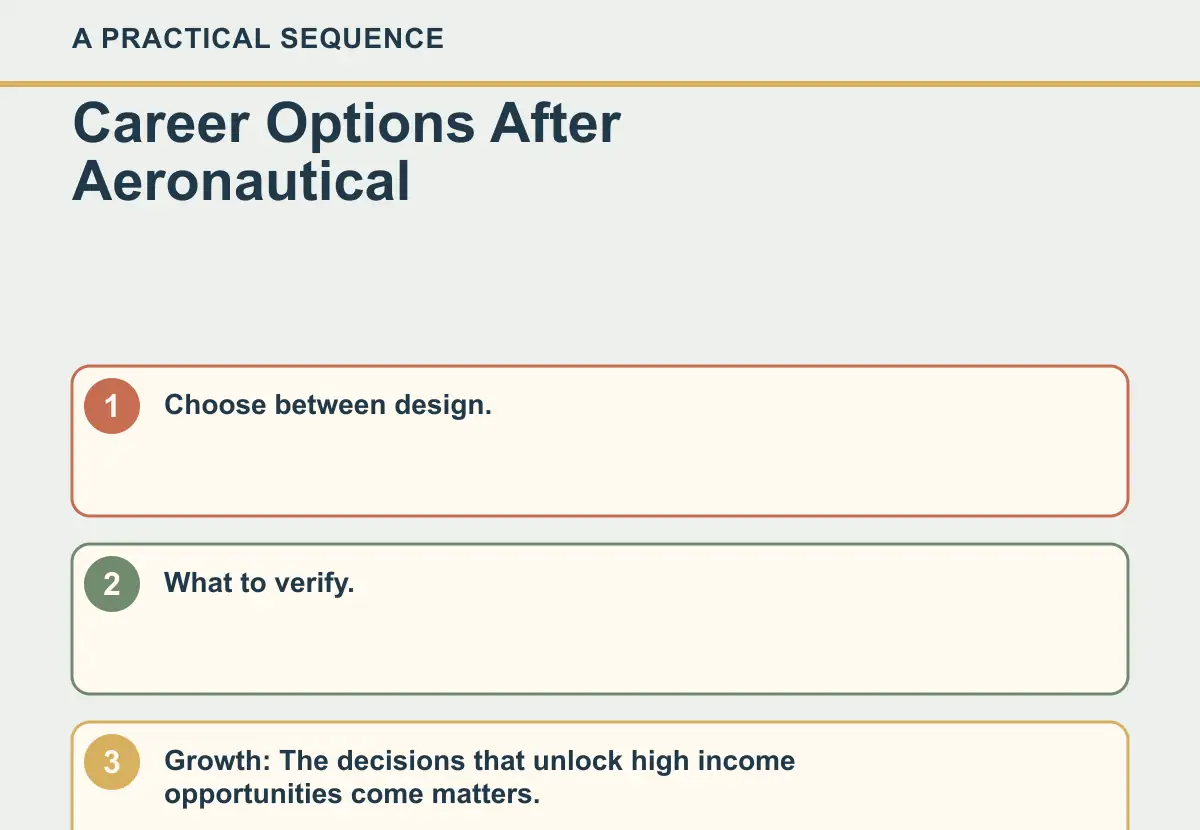 A PRACTICAL SEQUENCE
Career Options After
Aeronautical
1
Choose between design.
2
What to verify.
3
Growth: The decisions that unlock high income
opportunities come matters.